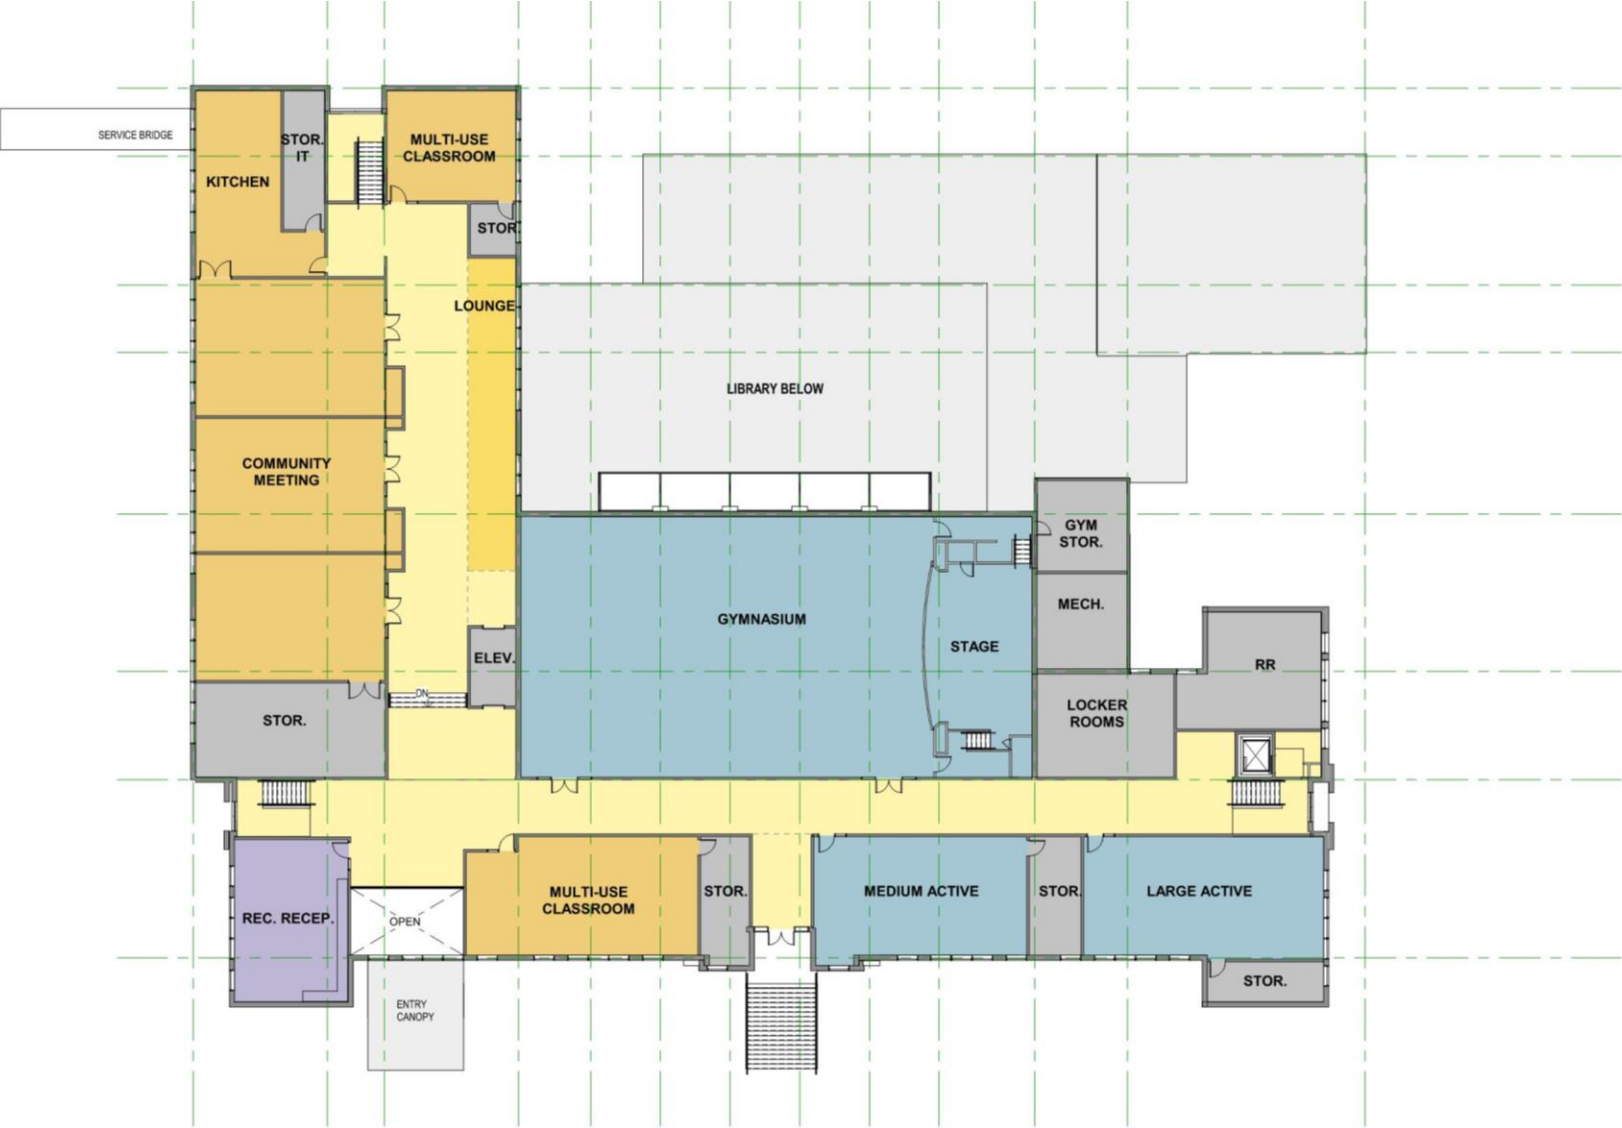 SERVICE BRIDGE
STOR.
IT
MULTI-USE
CLASSROOM
KITCHEN
STOR.
LOUNGE
LIBRARY BELOW
COMMUNITY
MEETING
GYM
STOR.
MECH.
GYMNASIUM
STAGE
ELEV.
RR
DN
STOR.
LOCKER
ROOMS
REC. RECEP.
OPEN
MULTI-USE
CLASSROOM
STOR.
MEDIUM ACTIVE
STOR.
LARGE ACTIVE
STOR.
ENTRY
CANOPY